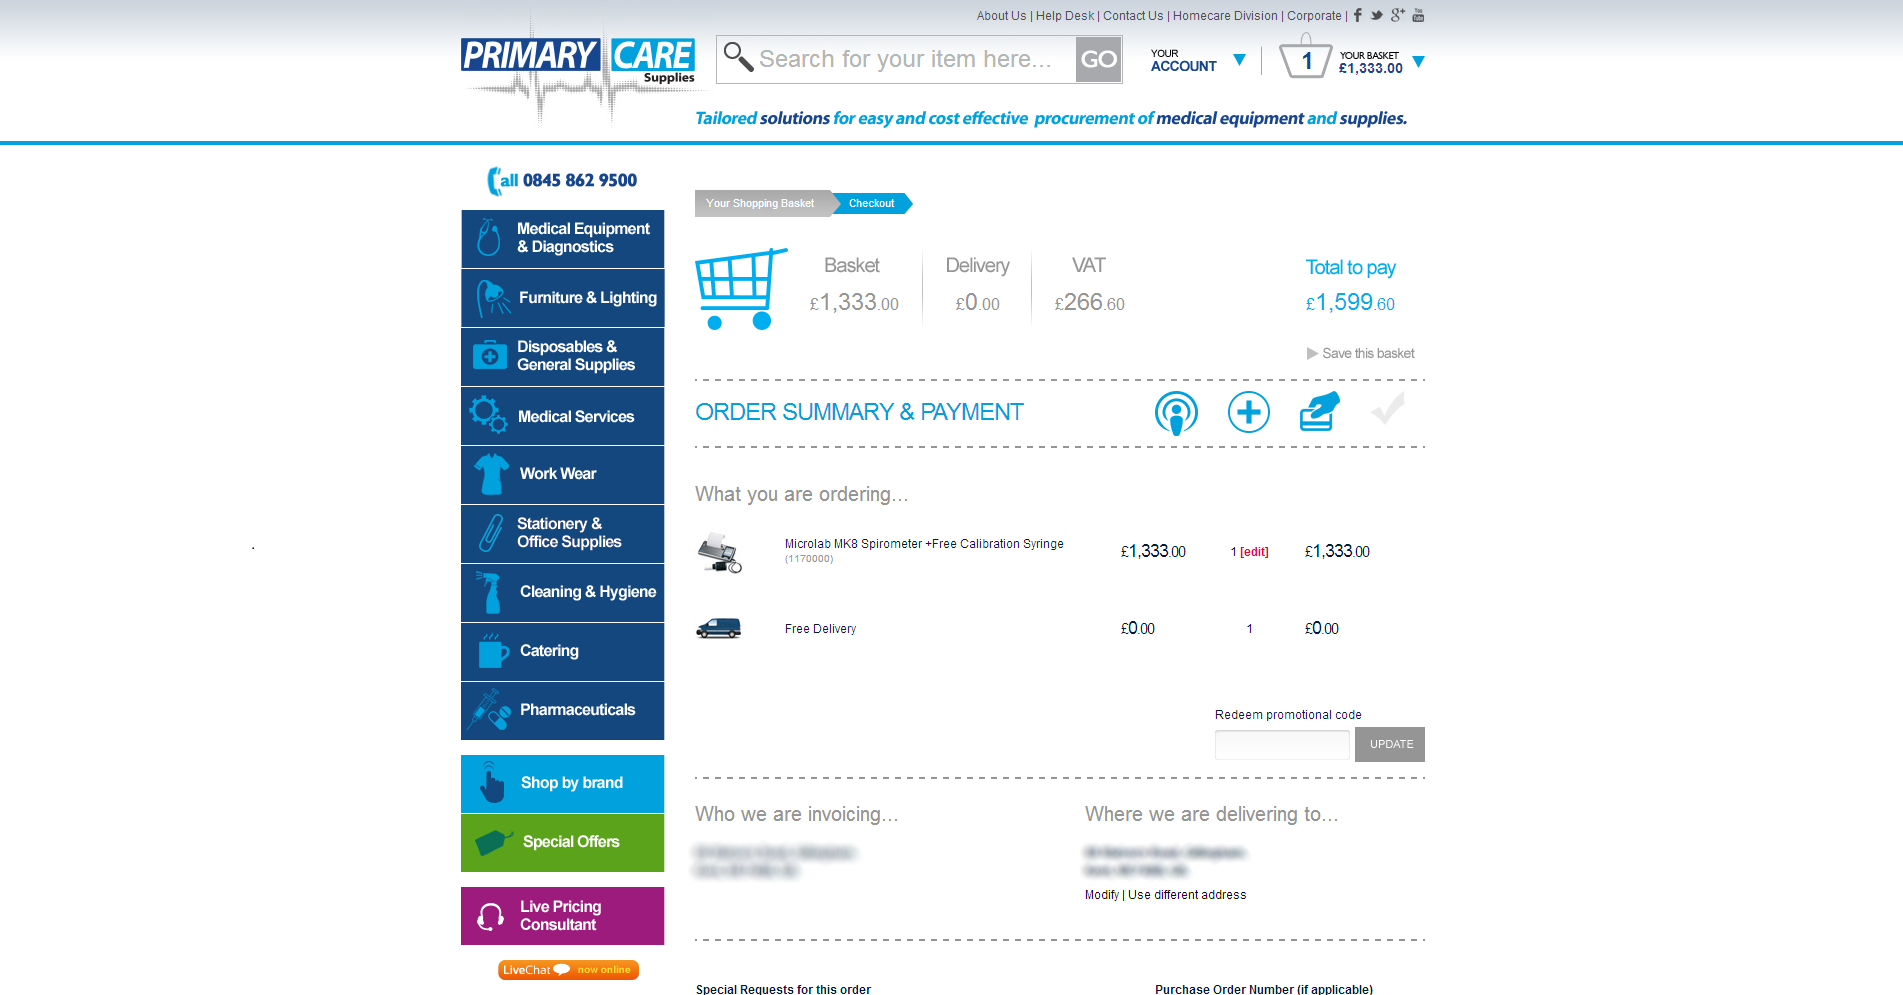 About Us | Help Desk | Contact Us | Homecare Division | Corporate |
PRIMARY CARE
Supplies
Search for your item here...
GO
YOUR
ACCOUNT
1
YOUR BASKET
£1,333.00
Tailored solutions for easy and cost effective procurement of medical equipment and supplies.
Call 0845 862 9500
Medical Equipment
& Diagnostics
Furniture & Lighting
Disposables &
General Supplies
Medical Services
Work Wear
Stationery &
Office Supplies
Cleaning & Hygiene
Catering
Pharmaceuticals
Shop by brand
Special Offers
Live Pricing
Consultant
LiveChat now online
Your Shopping Basket Checkout
Basket Delivery VAT Total to pay
£1,333.00 £0.00 £266.60 £1,599.60
Save this basket
ORDER SUMMARY & PAYMENT
What you are ordering...
Microlab MK8 Spirometer +Free Calibration Syringe £1,333.00 1 [edit] £1,333.00
(1170000)
Free Delivery £0.00 1 £0.00
Redeem promotional code
UPDATE
Who we are invoicing... Where we are delivering to...
Modify | Use different address
Special Requests for this order Purchase Order Number (if applicable)